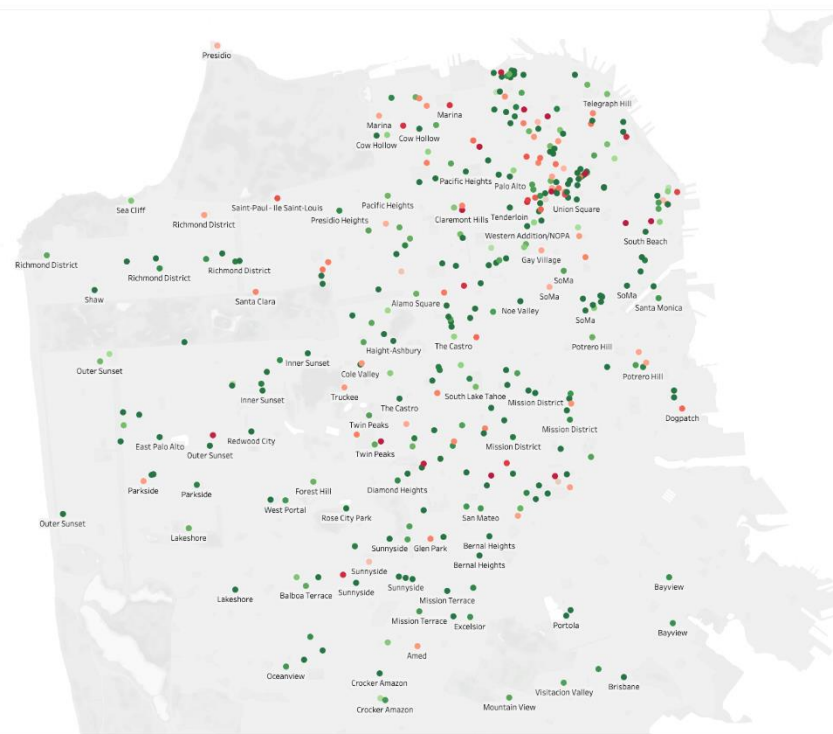 Presidio
Telegraph Hill
Marina
Marina
Cow Hollow
Cow Hollow
Pacific Heights
Palo Alto
Sea Cliff
Saint-Paul - Ile Saint-Louis
Pacific Heights
Richmond District
Presidio Heights
Claremont Hills
Tenderloin
Union Square
Western Addition/NOPA
South Beach
Richmond District
Richmond District
Richmond District
Gay Village
SoMa
Shaw
Santa Clara
Alamo Square
SoMa
SoMa
Noe Valley
Santa Monica
SoMa
Haight-Ashbury
The Castro
Potrero Hill
Outer Sunset
Inner Sunset
Cole Valley
Potrero Hill
Inner Sunset
Truckee
South Lake Tahoe
The Castro
Mission District
Dogpatch
Twin Peaks
Mission District
East Palo Alto
Redwood City
Outer Sunset
Twin Peaks
Mission District
Parkside
Parkside
Forest Hill
Diamond Heights
West Portal
Rose City Park
San Mateo
Outer Sunset
Lakeshore
Sunnyside
Glen Park
Bernal Heights
Bernal Heights
Sunnyside
Lakeshore
Balboa Terrace
Sunnyside
Sunnyside
Mission Terrace
Bayview
Mission Terrace
Excelsior
Portola
Bayview
Amed
Oceanview
Crocker Amazon
Crocker Amazon
Mountain View
Visitacion Valley
Brisbane